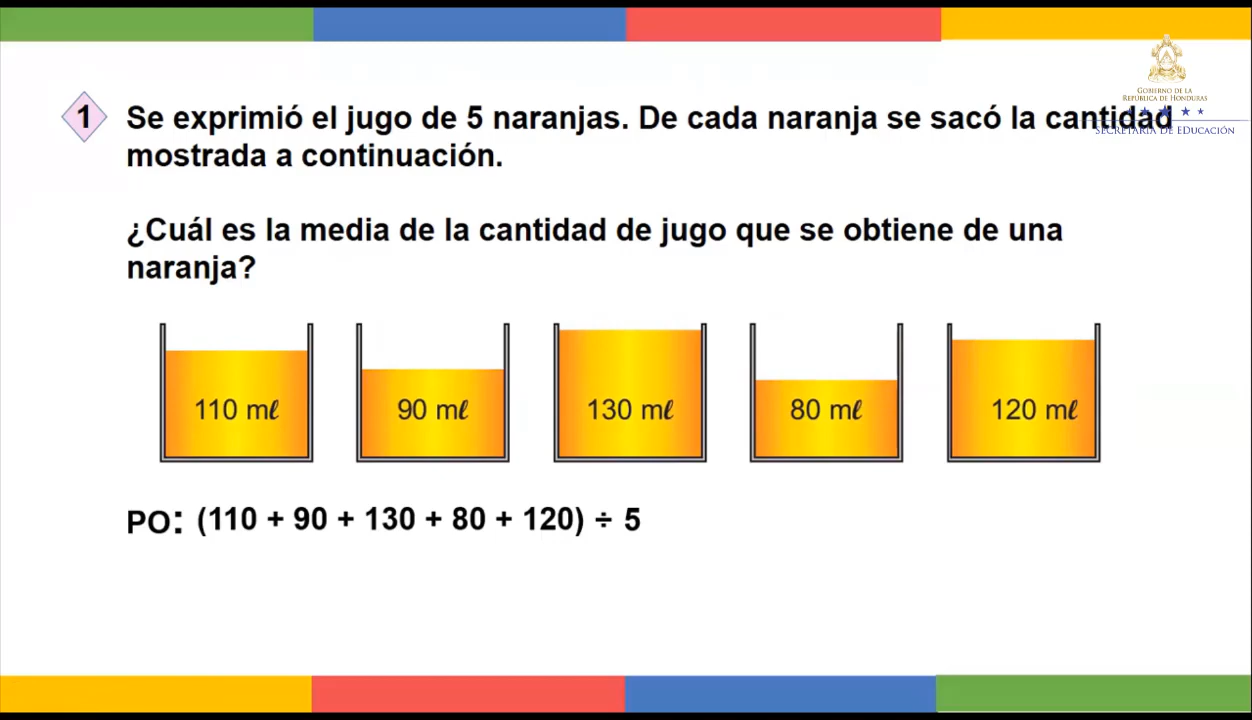 1
Se exprimió el jugo de 5 naranjas. De cada naranja se sacó la cantidad
mostrada a continuación.
¿Cuál es la media de la cantidad de jugo que se obtiene de una
naranja?
110 mℓ 90 mℓ 130 mℓ 80 mℓ 120 mℓ
PO: (110 + 90 + 130 + 80 + 120) ÷ 5
GOBIERNO DE LA
REPÚBLICA DE HONDURAS
SECRETARÍA DE EDUCACIÓN